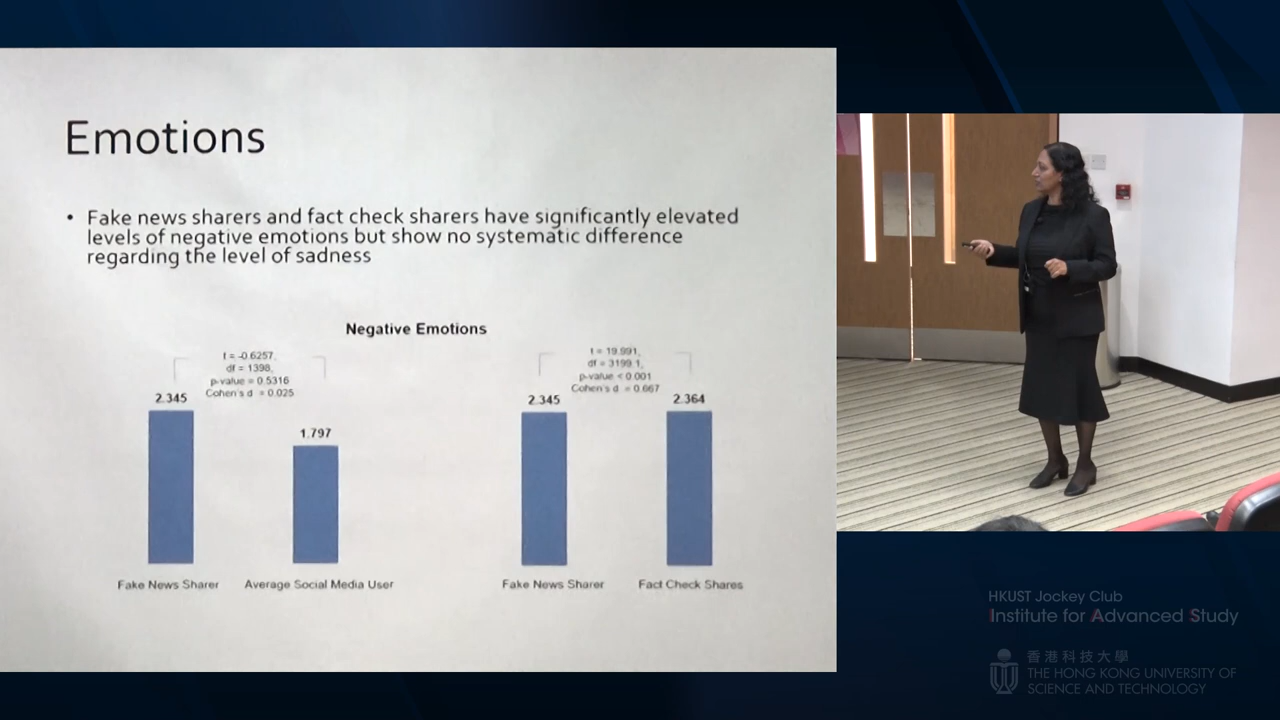 Emotions
• Fake news sharers and fact check sharers have significantly elevated
levels of negative emotions but show no systematic difference
regarding the level of sadness
Negative Emotions
t = -0.6257,
df = 1398,
p-value = 0.5316
Cohen's d = 0.025
2.345
1.797
Fake News Sharer
Average Social Media User
t = 19.991,
df = 3199.1,
p-value < 0.001
Cohen's d = 0.667
2.345
2.364
Fake News Sharer
Fact Check Shares
HKUST Jockey Club
Institute for Advanced Study
香港科技大學
THE HONG KONG UNIVERSITY OF
SCIENCE AND TECHNOLOGY